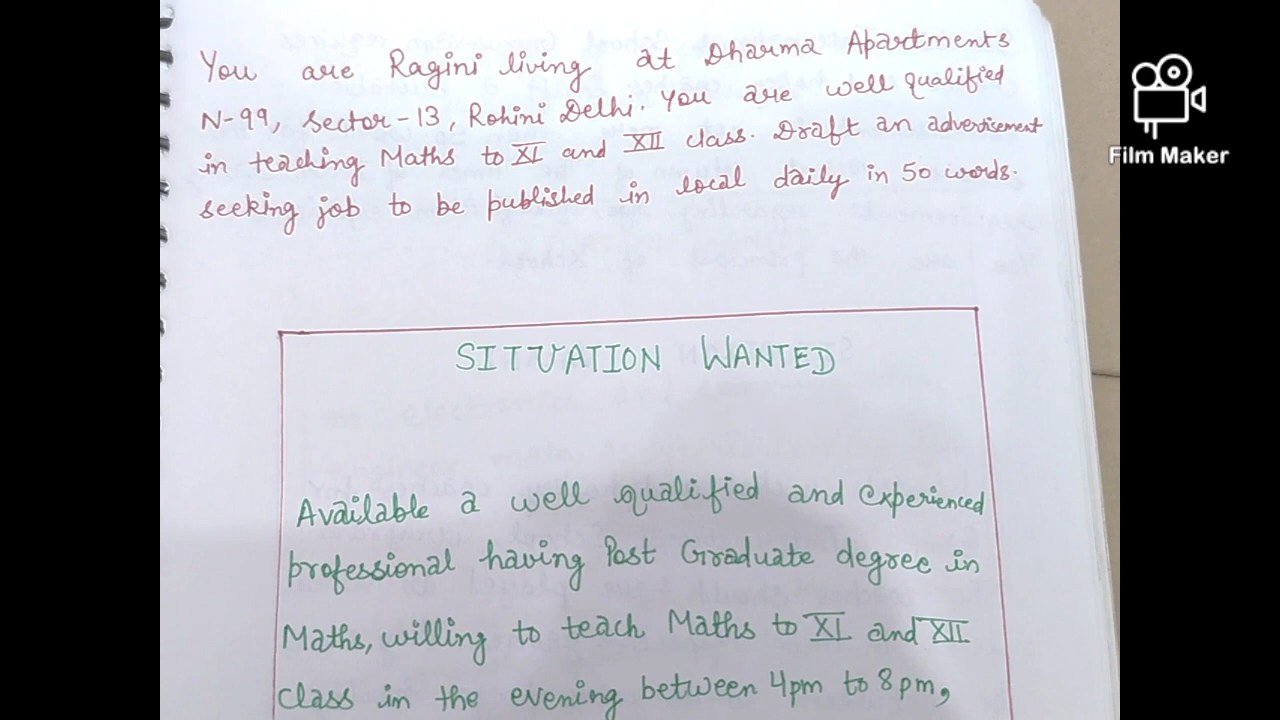 You are Ragini living at Dharma Apartments
N-99, Sector-13, Rohini Delhi. You are well qualified
in teaching Maths to XI and XII class. Draft an advertisement
seeking job to be published in local daily in 50 words.
SITUATION WANTED
Available a well qualified and experienced
professional having Post Graduate degree in
Maths, willing to teach Maths to XI and XII
class in the evening between 4pm to 8pm,
Film Maker